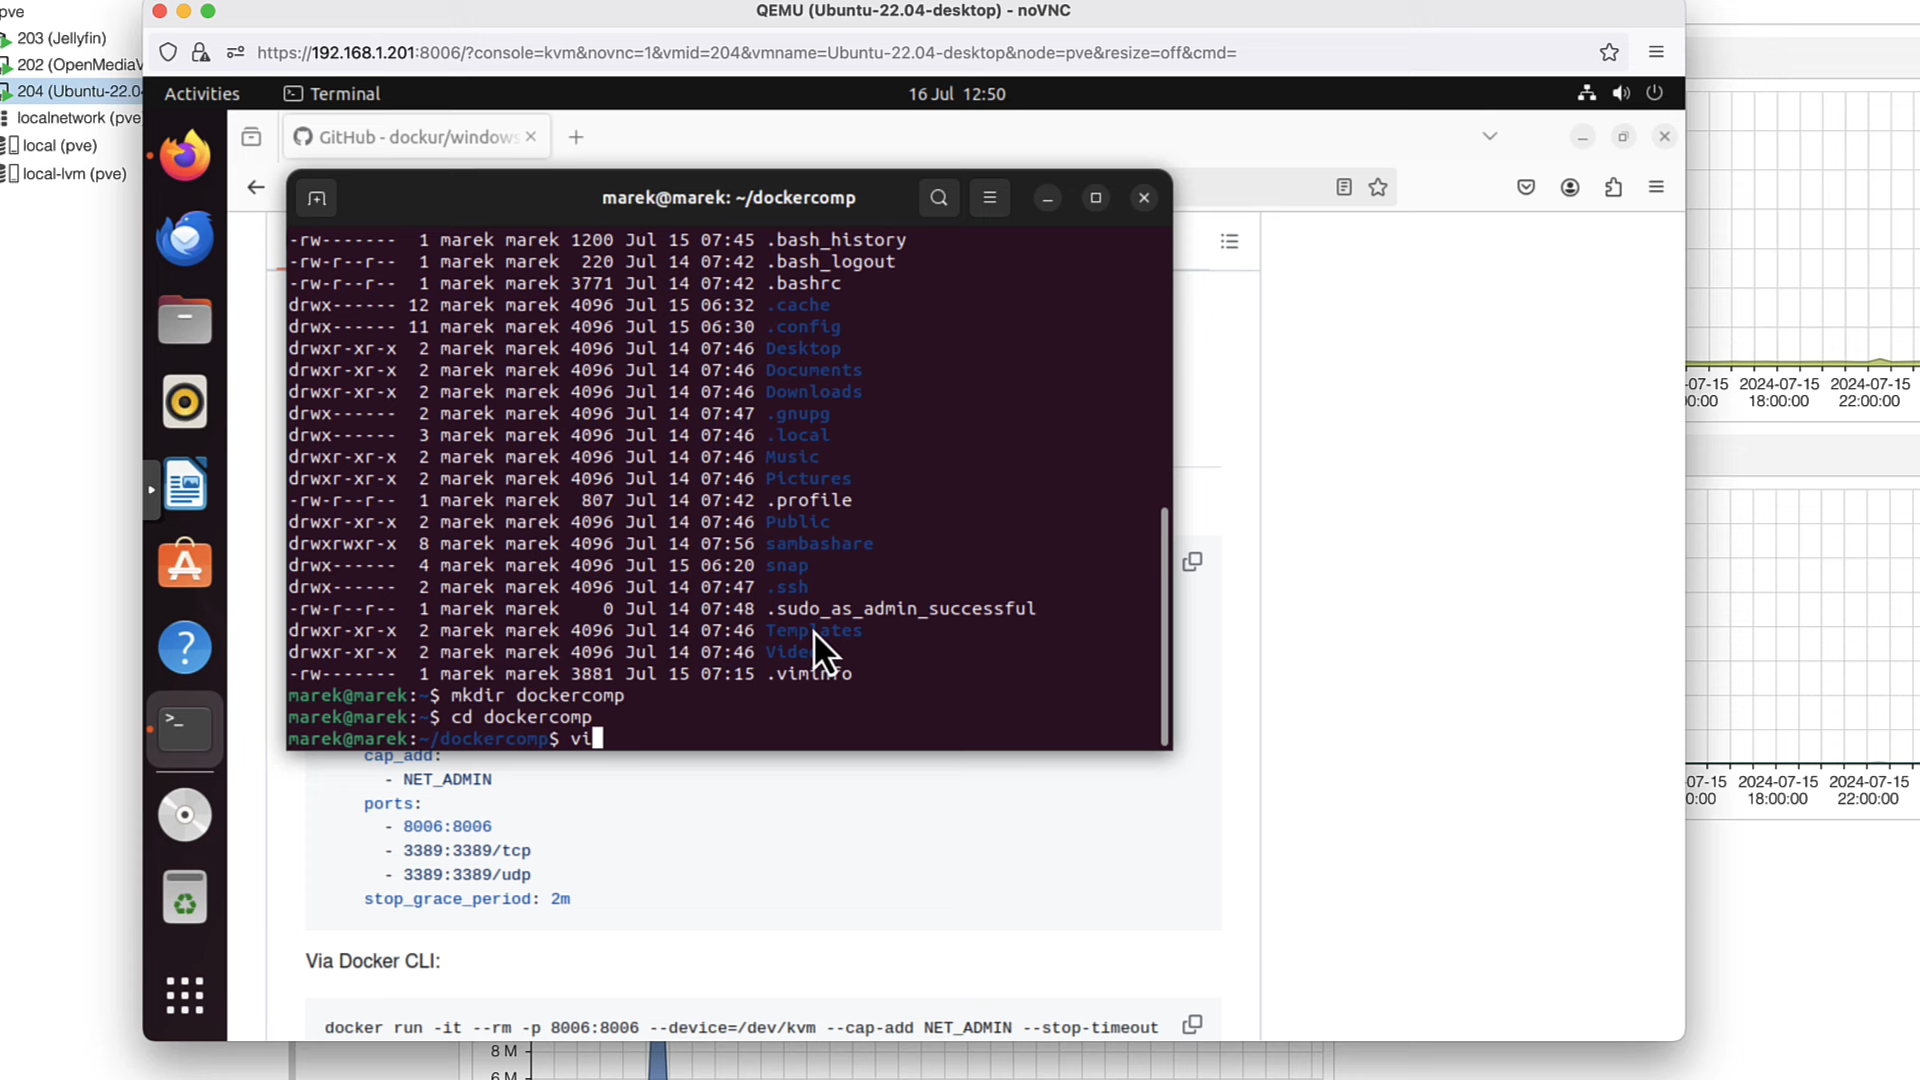 pve
203 (Jellyfin)
202 (OpenMediaV
204 (Ubuntu-22.0
localnetwork (pve
local (pve)
local-lvm (pve)
QEMU (Ubuntu-22.04-desktop) - noVNC
https://192.168.1.201:8006/?console=kvm&novnc=1&vmid=204&vmname=Ubuntu-22.04-desktop&node=pve&resize=off&cmd=
Activities
Terminal
16 Jul 12:50
GitHub - dockur/windows
marek@marek: ~/dockercomp
-rw------- 1 marek marek 1200 Jul 15 07:45 .bash_history
-rw-r--r-- 1 marek marek 220 Jul 14 07:42 .bash_logout
-rw-r--r-- 1 marek marek 3771 Jul 14 07:42 .bashrc
drwx------ 12 marek marek 4096 Jul 15 06:32 .cache
drwx------ 11 marek marek 4096 Jul 15 06:30 .config
drwxr-xr-x 2 marek marek 4096 Jul 14 07:46 Desktop
drwxr-xr-x 2 marek marek 4096 Jul 14 07:46 Documents
drwxr-xr-x 2 marek marek 4096 Jul 14 07:46 Downloads
drwx------ 2 marek marek 4096 Jul 14 07:47 .gnupg
drwx------ 3 marek marek 4096 Jul 14 07:46 .local
drwxr-xr-x 2 marek marek 4096 Jul 14 07:46 Music
drwxr-xr-x 2 marek marek 4096 Jul 14 07:46 Pictures
-rw-r--r-- 1 marek marek 807 Jul 14 07:42 .profile
drwxr-xr-x 2 marek marek 4096 Jul 14 07:46 Public
drwxrwxr-x 8 marek marek 4096 Jul 14 07:56 sambashare
drwx------ 4 marek marek 4096 Jul 15 06:20 snap
drwx------ 2 marek marek 4096 Jul 14 07:47 .ssh
-rw-r--r-- 1 marek marek 0 Jul 14 07:48 .sudo_as_admin_successful
drwxr-xr-x 2 marek marek 4096 Jul 14 07:46 Templates
drwxr-xr-x 2 marek marek 4096 Jul 14 07:46 Vide
-rw------- 1 marek marek 3881 Jul 15 07:15 .viminfo
marek@marek:~$ mkdir dockercomp
marek@marek:~$ cd dockercomp
marek@marek:~/dockercomp$ vi
cap_add:
- NET_ADMIN
ports:
- 8006:8006
- 3389:3389/tcp
- 3389:3389/udp
stop_grace_period: 2m
Via Docker CLI:
docker run -it --rm -p 8006:8006 --device=/dev/kvm --cap-add NET_ADMIN --stop-timeout
-07-15 2024-07-15 2024-07-15
00:00 18:00:00 22:00:00
07-15 2024-07-15 2024-07-15
0:00 18:00:00 22:00:00
8 M
6 M